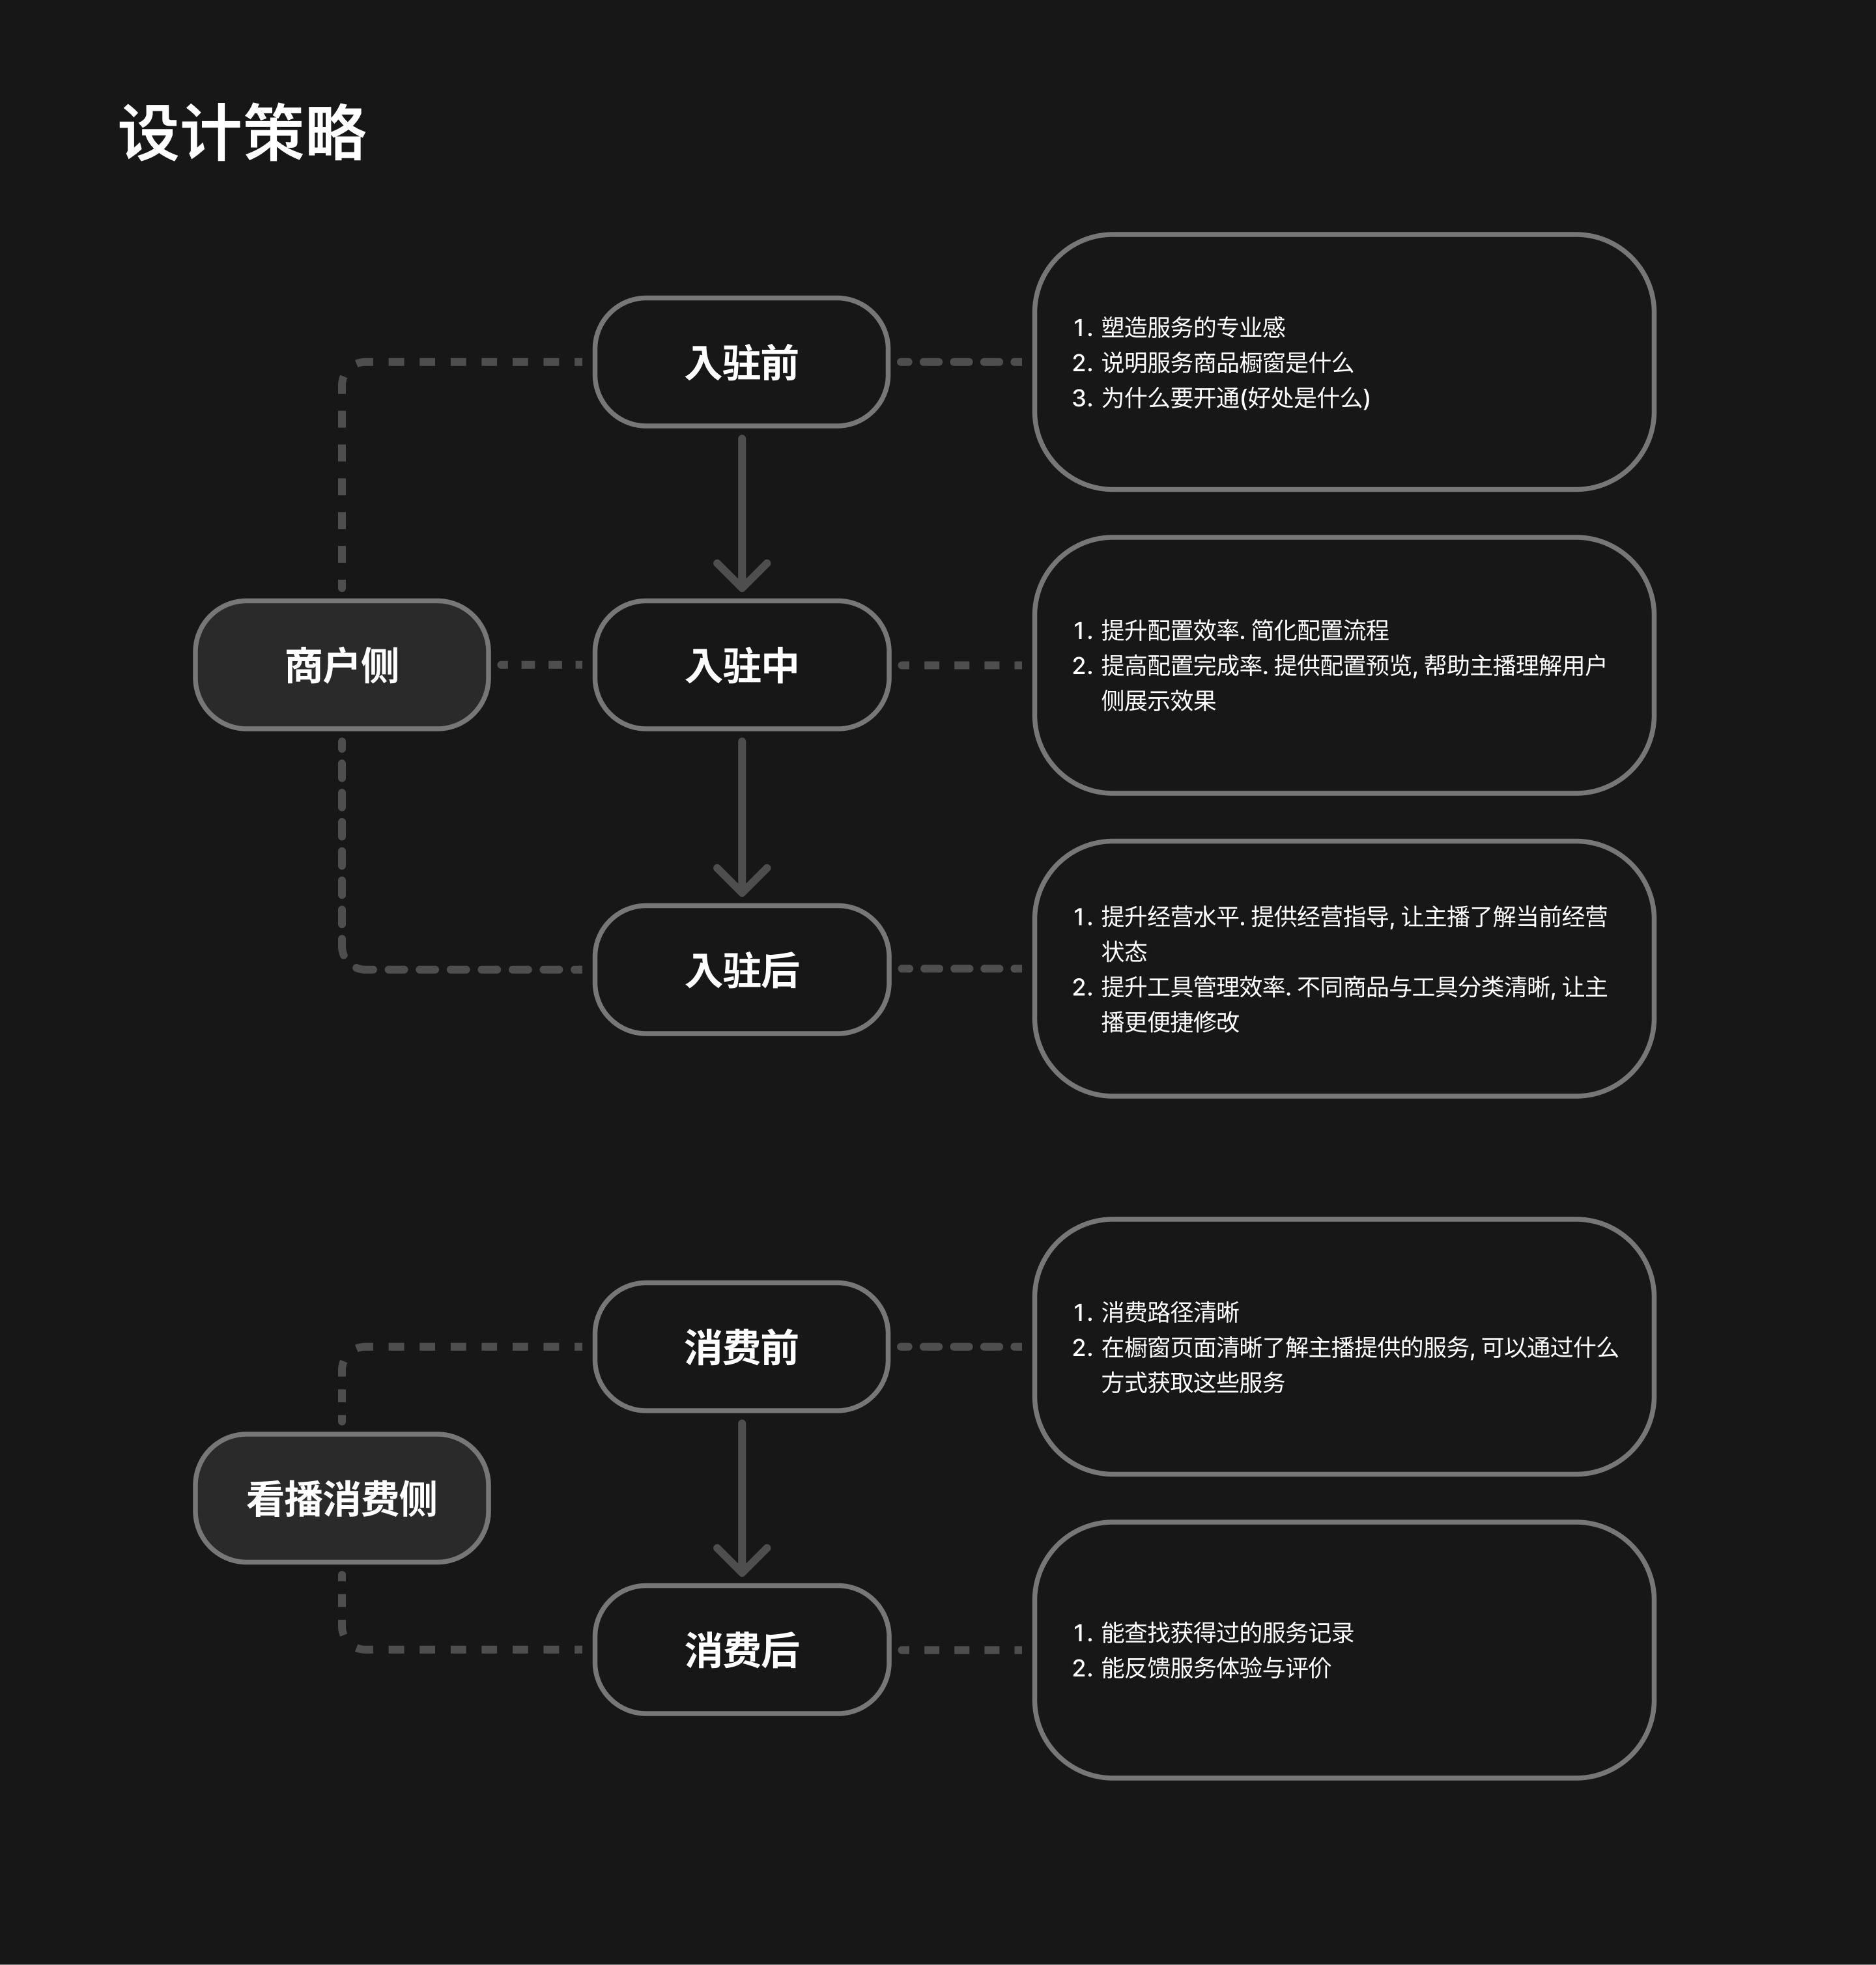 设计策略
入驻前
1. 塑造服务的专业感
2. 说明服务商品橱窗是什么
3. 为什么要开通(好处是什么)
商户侧
入驻中
1. 提升配置效率. 简化配置流程
2. 提高配置完成率. 提供配置预览, 帮助主播理解用户
侧展示效果
入驻后
1. 提升经营水平. 提供经营指导, 让主播了解当前经营
状态
2. 提升工具管理效率. 不同商品与工具分类清晰, 让主
播更便捷修改
消费前
1. 消费路径清晰
2. 在橱窗页面清晰了解主播提供的服务, 可以通过什么
方式获取这些服务
看播消费侧
消费后
1. 能查找获得过的服务记录
2. 能反馈服务体验与评价